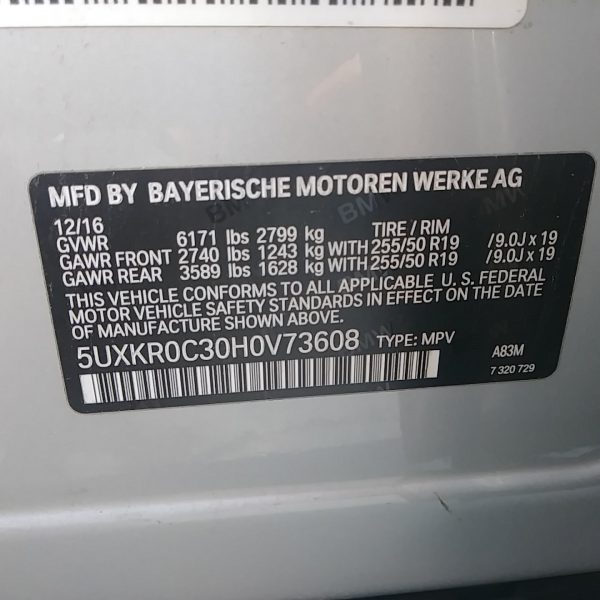 MFD BY BAYERISCHE MOTOREN WERKE AG
12/16 TIRE / RIM
GVWR 6171 lbs 2799 kg
GAWR FRONT 2740 lbs 1243 kg WITH 255/50 R19 /9.0J x 19
GAWR REAR 3589 lbs 1628 kg WITH 255/50 R19 /9.0J x 19
THIS VEHICLE CONFORMS TO ALL APPLICABLE U.S. FEDERAL
MOTOR VEHICLE SAFETY STANDARDS IN EFFECT ON THE DATE
OF MANUFACTURE SHOWN ABOVE.
5UXKR0C30H0V73608 TYPE: MPV A83M
7 320 729